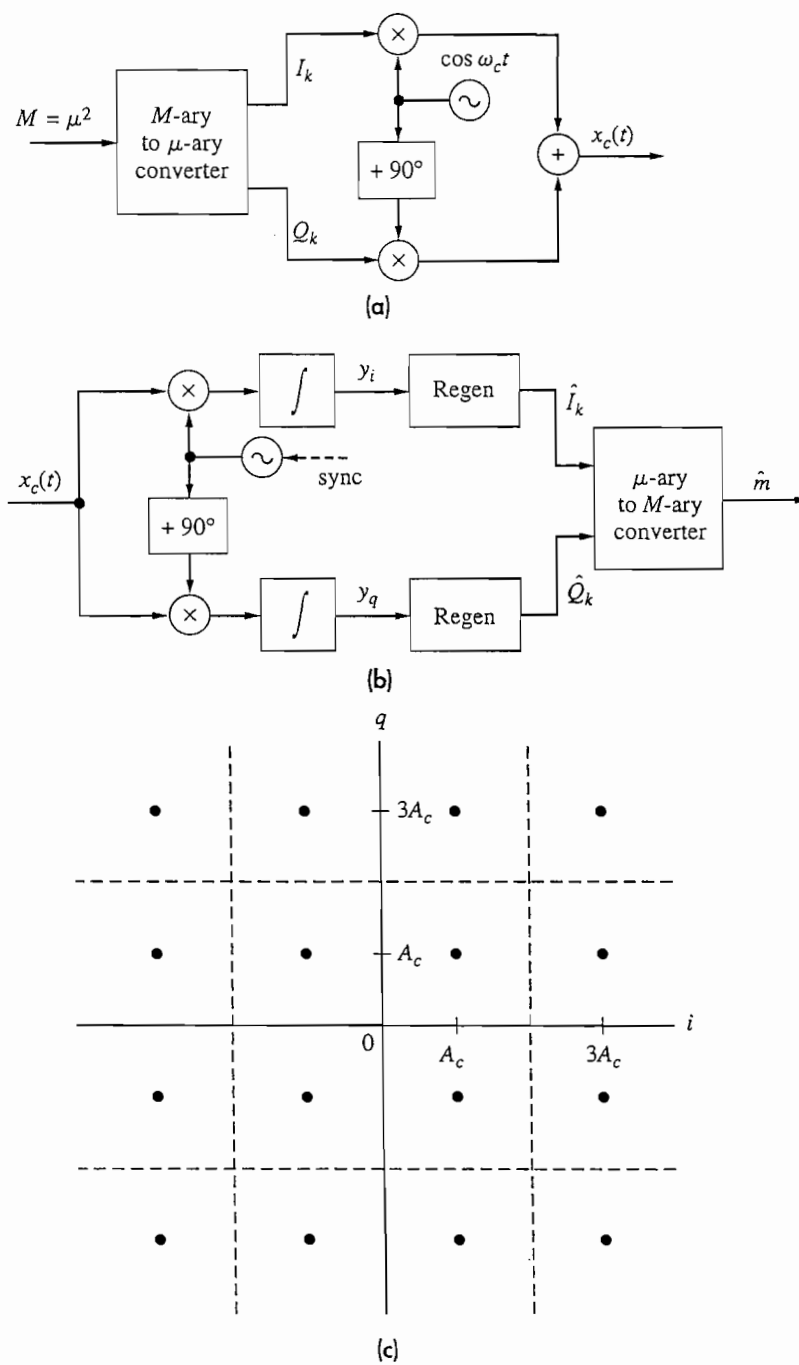 I_k
cos ω_c t
M = μ²
M-ary
to μ-ary
converter
+ 90°
+
x_c(t)
Q_k
×
×
(a)
y_i
×
∫
Regen
Î_k
x_c(t)
sync
+ 90°
μ-ary
to M-ary
converter
m̂
y_q
×
∫
Regen
Q̂_k
(b)
q
3A_c
A_c
i
0
A_c
3A_c
(c)